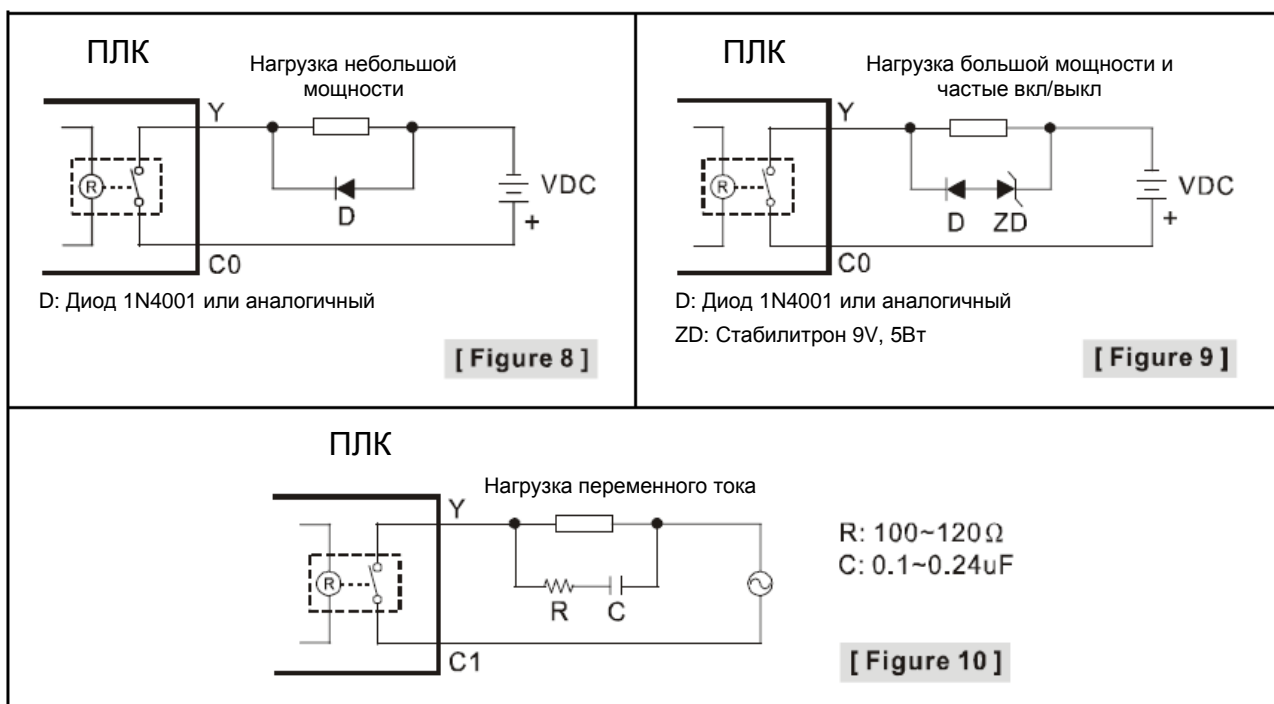 ПЛК
Нагрузка небольшой
мощности
Y
R
D
VDC
+
C0
D: Диод 1N4001 или аналогичный
[ Figure 8 ]
ПЛК
Нагрузка большой мощности и
частые вкл/выкл
Y
R
D ZD
VDC
+
C0
D: Диод 1N4001 или аналогичный
ZD: Стабилитрон 9V, 5Вт
[ Figure 9 ]
ПЛК
Нагрузка переменного тока
Y
R
R C
C1
R: 100~120Ω
C: 0.1~0.24uF
[ Figure 10 ]